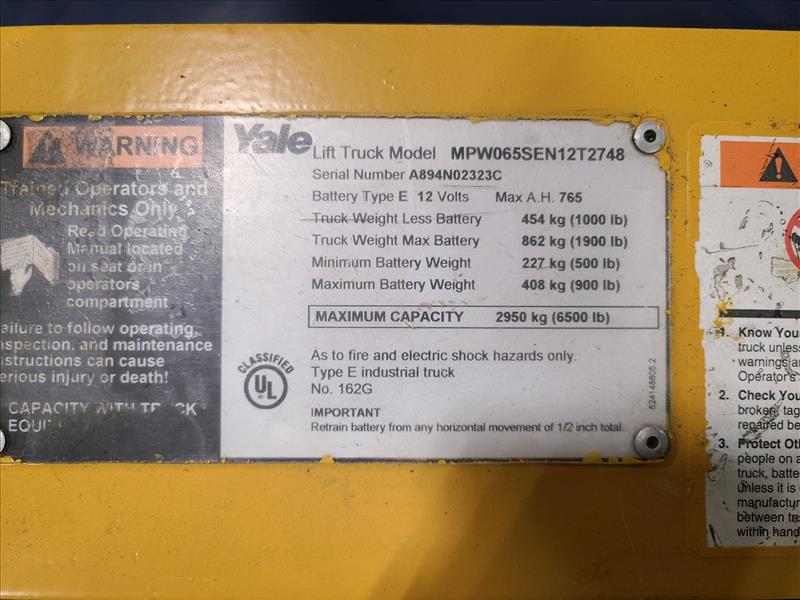 WARNING
Trained Operators and
Mechanics Only
Read Operating
Manual located
on seat or in
operators
compartment
ailure to follow operating,
nspection, and maintenance
nstructions can cause
erious injury or death!
CAPACITY WITH TRUCK
EQUI
Yale
Lift Truck Model MPW065SEN12T2748
Serial Number A894N02323C
Battery Type E 12 Volts Max A.H. 765
Truck Weight Less Battery 454 kg (1000 lb)
Truck Weight Max Battery 862 kg (1900 lb)
Minimum Battery Weight 227 kg (500 lb)
Maximum Battery Weight 408 kg (900 lb)
MAXIMUM CAPACITY 2950 kg (6500 lb)
CLASSIFIED
UL
As to fire and electric shock hazards only.
Type E industrial truck
No. 162G
IMPORTANT
Retrain battery from any horizontal movement of 1/2 inch total.
524148605 2
1. Know You
truck unles
warnings a
Operator's
2. Check You
broken, tag
repaired be
3. Protect Oth
people on a
truck, batte
unless it is
manufactur
between tr
within hand